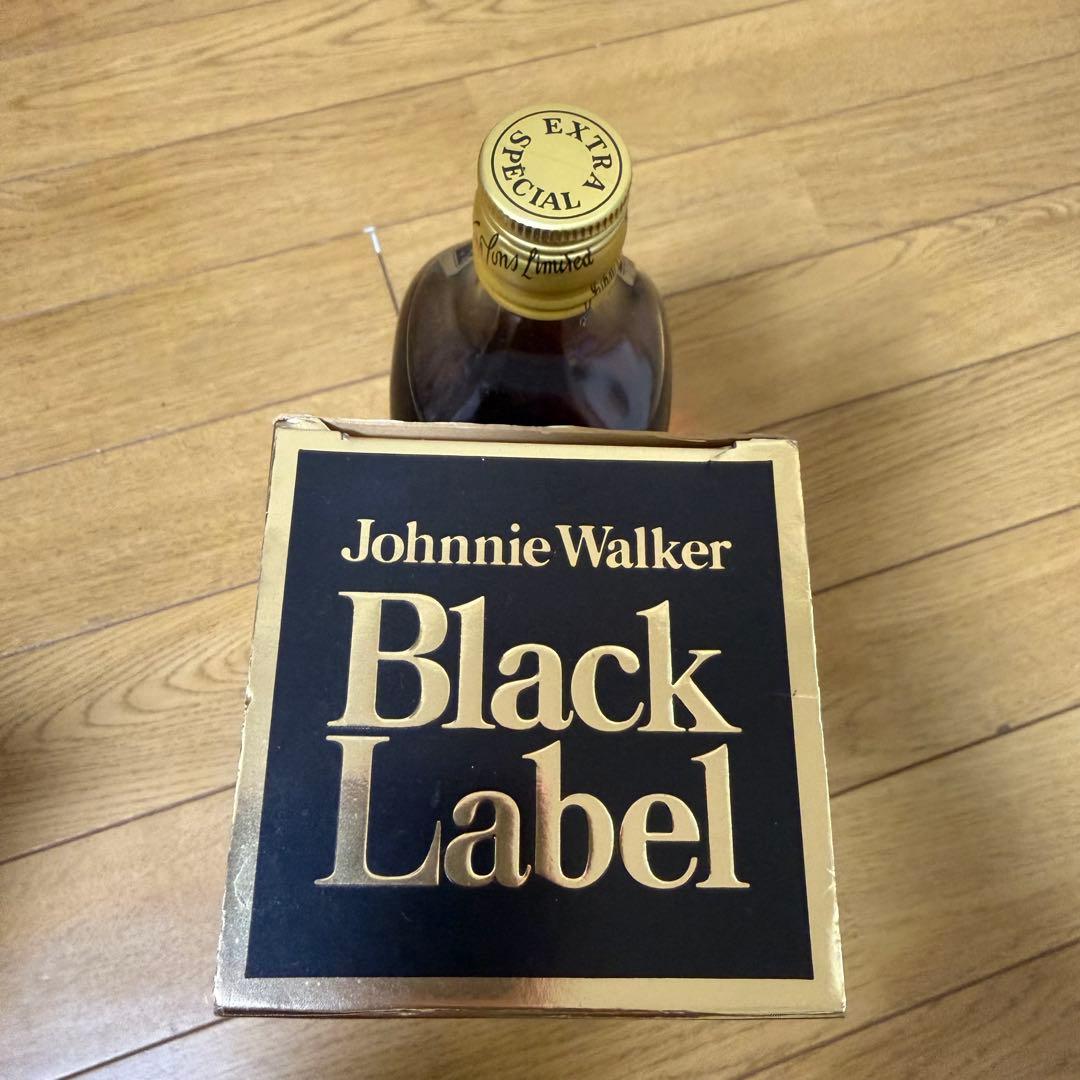 EXTRA SPECIAL
Sons Limited
Johnnie Walker
Black
Label